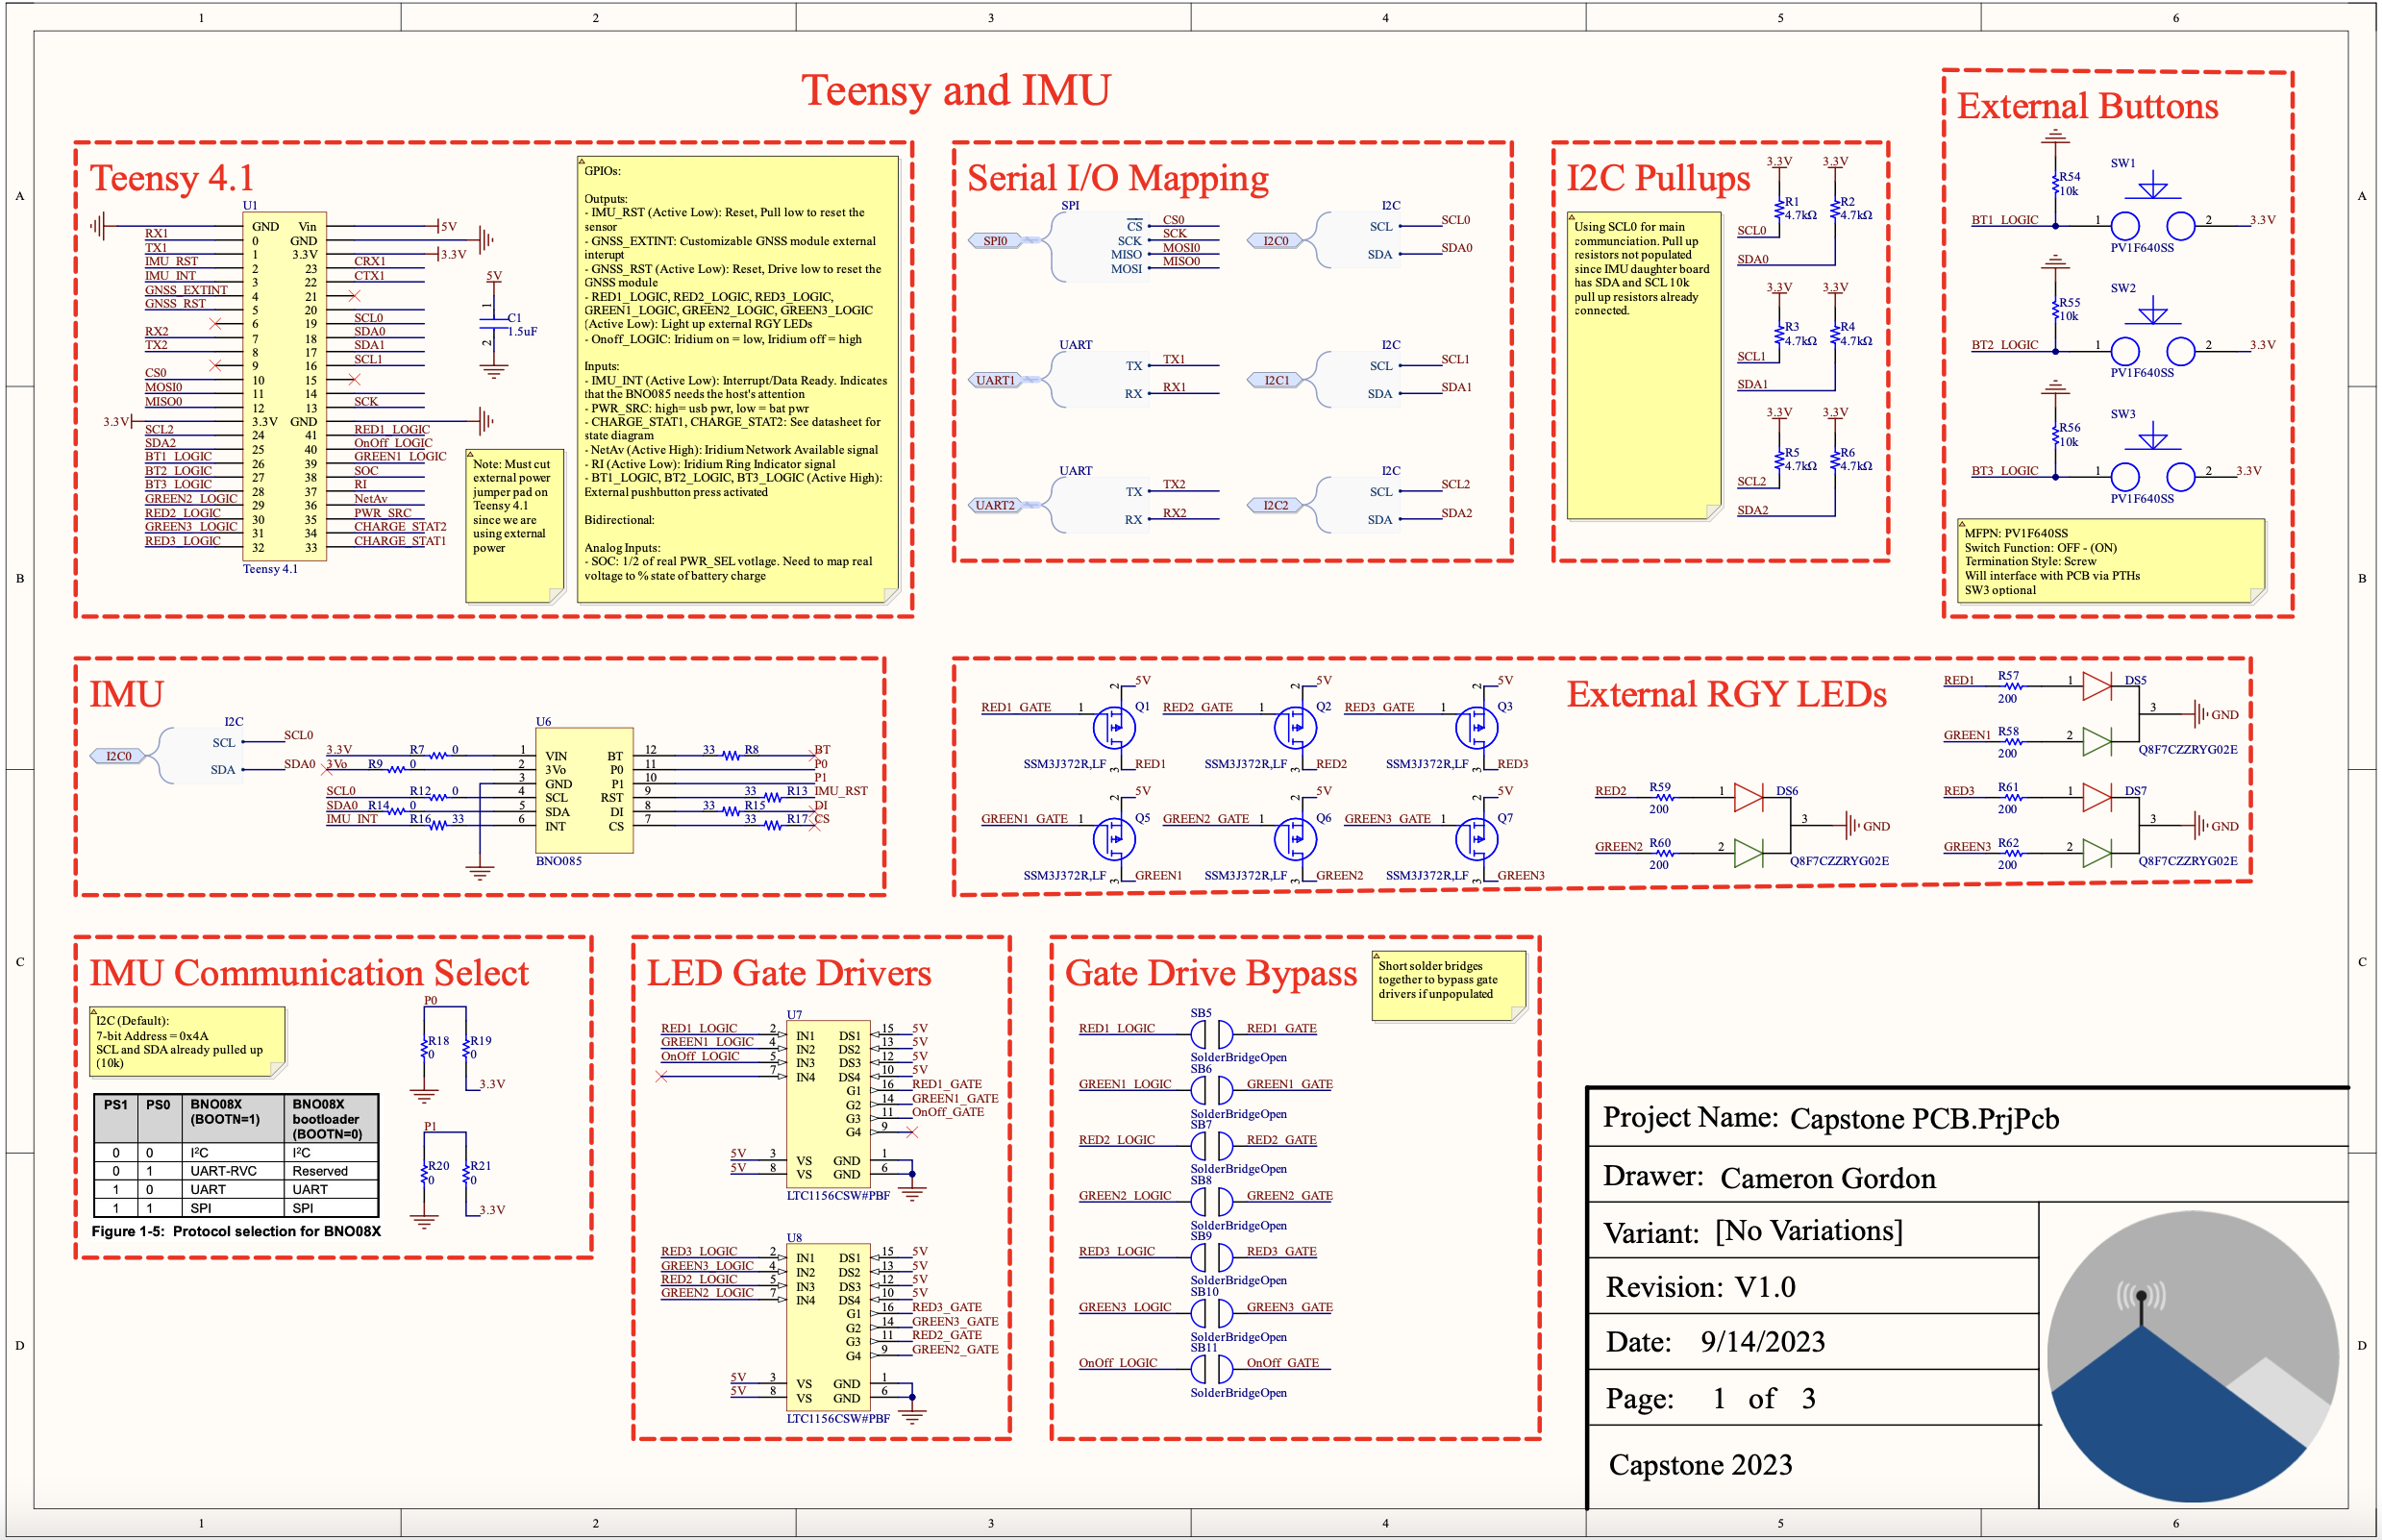 1 2 3 4 5 6
A
B
C
D
Teensy and IMU
Teensy 4.1
U1
GND Vin 5V
RX1 0 GND
TX1 1 3.3V 3.3V
IMU_RST 2 23 CRX1
IMU_INT 3 22 CTX1
GNSS_EXTINT 4 21
GNSS_RST 5 20
6 19 SCL0
RX2 7 18 SDA0
TX2 8 17 SDA1
9 16 SCL1
CS0 10 15
MOSI0 11 14
MISO0 12 13 SCK
3.3V 3.3V GND
SCL2 24 41 RED1_LOGIC
SDA2 25 40 OnOff_LOGIC
BT1_LOGIC 26 39 GREEN1_LOGIC
BT2_LOGIC 27 38 SOC
BT3_LOGIC 28 37 RI
GREEN2_LOGIC 29 36 NetAv
RED2_LOGIC 30 35 PWR_SRC
GREEN3_LOGIC 31 34 CHARGE_STAT2
RED3_LOGIC 32 33 CHARGE_STAT1
Teensy 4.1
5V
1
C1
1.5uF
2
Note: Must cut
external power
jumper pad on
Teensy 4.1
since we are
using external
power
GPIOs:
Outputs:
- IMU_RST (Active Low): Reset, Pull low to reset the
sensor
- GNSS_EXTINT: Customizable GNSS module external
interupt
- GNSS_RST (Active Low): Reset, Drive low to reset the
GNSS module
- RED1_LOGIC, RED2_LOGIC, RED3_LOGIC,
GREEN1_LOGIC, GREEN2_LOGIC, GREEN3_LOGIC
(Active Low): Light up external RGY LEDs
- Onoff_LOGIC: Iridium on = low, Iridium off = high
Inputs:
- IMU_INT (Active Low): Interrupt/Data Ready. Indicates
that the BNO085 needs the host's attention
- PWR_SRC: high= usb pwr, low = bat pwr
- CHARGE_STAT1, CHARGE_STAT2: See datasheet for
state diagram
- NetAv (Active High): Iridium Network Available signal
- RI (Active Low): Iridium Ring Indicator signal
- BT1_LOGIC, BT2_LOGIC, BT3_LOGIC (Active High):
External pushbutton press activated
Bidirectional:
Analog Inputs:
- SOC: 1/2 of real PWR_SEL votlage. Need to map real
voltage to % state of battery charge
Serial I/O Mapping
SPI
SPI0
CS CS0
SCK SCK
MISO MOSI0
MOSI MISO0
I2C
I2C0
SCL SCL0
SDA SDA0
UART
UART1
TX TX1
RX RX1
I2C
I2C1
SCL SCL1
SDA SDA1
UART
UART2
TX TX2
RX RX2
I2C
I2C2
SCL SCL2
SDA SDA2
I2C Pullups
Using SCL0 for main
communciation. Pull up
resistors not populated
since IMU daughter board
has SDA and SCL 10k
pull up resistors already
connected.
3.3V 3.3V
R1 R2
4.7kΩ 4.7kΩ
SCL0
SDA0
3.3V 3.3V
R3 R4
4.7kΩ 4.7kΩ
SCL1
SDA1
3.3V 3.3V
R5 R6
4.7kΩ 4.7kΩ
SCL2
SDA2
External Buttons
R54
10k
SW1
BT1_LOGIC 1 2 3.3V
PV1F640SS
R55
10k
SW2
BT2_LOGIC 1 2 3.3V
PV1F640SS
R56
10k
SW3
BT3_LOGIC 1 2 3.3V
PV1F640SS
MFPN: PV1F640SS
Switch Function: OFF - (ON)
Termination Style: Screw
Will interface with PCB via PTHs
SW3 optional
IMU
I2C
I2C0
SCL SCL0
SDA SDA0
U6
3.3V R7 0 1 VIN BT 12 33 R8 BT
3Vo R9 0 2 3Vo P0 11 P0
3 GND P1 10 P1
SCL0 R12 0 4 SCL RST 9 33 R13 IMU_RST
SDA0 R14 0 5 SDA DI 8 33 R15 DI
IMU_INT R16 33 6 INT CS 7 33 R17 CS
BNO085
External RGY LEDs
2 5V 2 5V 2 5V
RED1_GATE 1 Q1 RED2_GATE 1 Q2 RED3_GATE 1 Q3
SSM3J372R,LF 3 RED1 SSM3J372R,LF 3 RED2 SSM3J372R,LF 3 RED3
2 5V 2 5V 2 5V
GREEN1_GATE 1 Q5 GREEN2_GATE 1 Q6 GREEN3_GATE 1 Q7
SSM3J372R,LF 3 GREEN1 SSM3J372R,LF 3 GREEN2 SSM3J372R,LF 3 GREEN3
RED1 R57 1 DS5
200
3 GND
GREEN1 R58 2
200
Q8F7CZZRYG02E
RED2 R59 1 DS6
200
3 GND
GREEN2 R60 2
200
Q8F7CZZRYG02E
RED3 R61 1 DS7
200
3 GND
GREEN3 R62 2
200
Q8F7CZZRYG02E
IMU Communication Select
I2C (Default):
7-bit Address = 0x4A
SCL and SDA already pulled up
(10k)
PS1 PS0 BNO08X (BOOTN=1) BNO08X bootloader (BOOTN=0)
0 0 I²C I²C
0 1 UART-RVC Reserved
1 0 UART UART
1 1 SPI SPI
Figure 1-5: Protocol selection for BNO08X
P0
R18 R19
0 0
3.3V
P1
R20 R21
0 0
3.3V
LED Gate Drivers
U7
RED1_LOGIC 2 IN1 DS1 15 5V
GREEN1_LOGIC 4 IN2 DS2 13 5V
OnOff_LOGIC 5 IN3 DS3 12 5V
7 IN4 DS4 10 5V
G1 16 RED1_GATE
G2 14 GREEN1_GATE
G3 11 OnOff_GATE
G4 9
5V 3 VS GND 1
5V 8 VS GND 6
LTC1156CSW#PBF
U8
RED3_LOGIC 2 IN1 DS1 15 5V
GREEN3_LOGIC 4 IN2 DS2 13 5V
RED2_LOGIC 5 IN3 DS3 12 5V
GREEN2_LOGIC 7 IN4 DS4 10 5V
G1 16 RED3_GATE
G2 14 GREEN3_GATE
G3 11 RED2_GATE
G4 9 GREEN2_GATE
5V 3 VS GND 1
5V 8 VS GND 6
LTC1156CSW#PBF
Gate Drive Bypass
Short solder bridges
together to bypass gate
drivers if unpopulated
SB5
RED1_LOGIC RED1_GATE
SolderBridgeOpen
SB6
GREEN1_LOGIC GREEN1_GATE
SolderBridgeOpen
SB7
RED2_LOGIC RED2_GATE
SolderBridgeOpen
SB8
GREEN2_LOGIC GREEN2_GATE
SolderBridgeOpen
SB9
RED3_LOGIC RED3_GATE
SolderBridgeOpen
SB10
GREEN3_LOGIC GREEN3_GATE
SolderBridgeOpen
SB11
OnOff_LOGIC OnOff_GATE
SolderBridgeOpen
Project Name: Capstone PCB.PrjPcb
Drawer: Cameron Gordon
Variant: [No Variations]
Revision: V1.0
Date: 9/14/2023
Page: 1 of 3
Capstone 2023
A
B
C
D
1 2 3 4 5 6